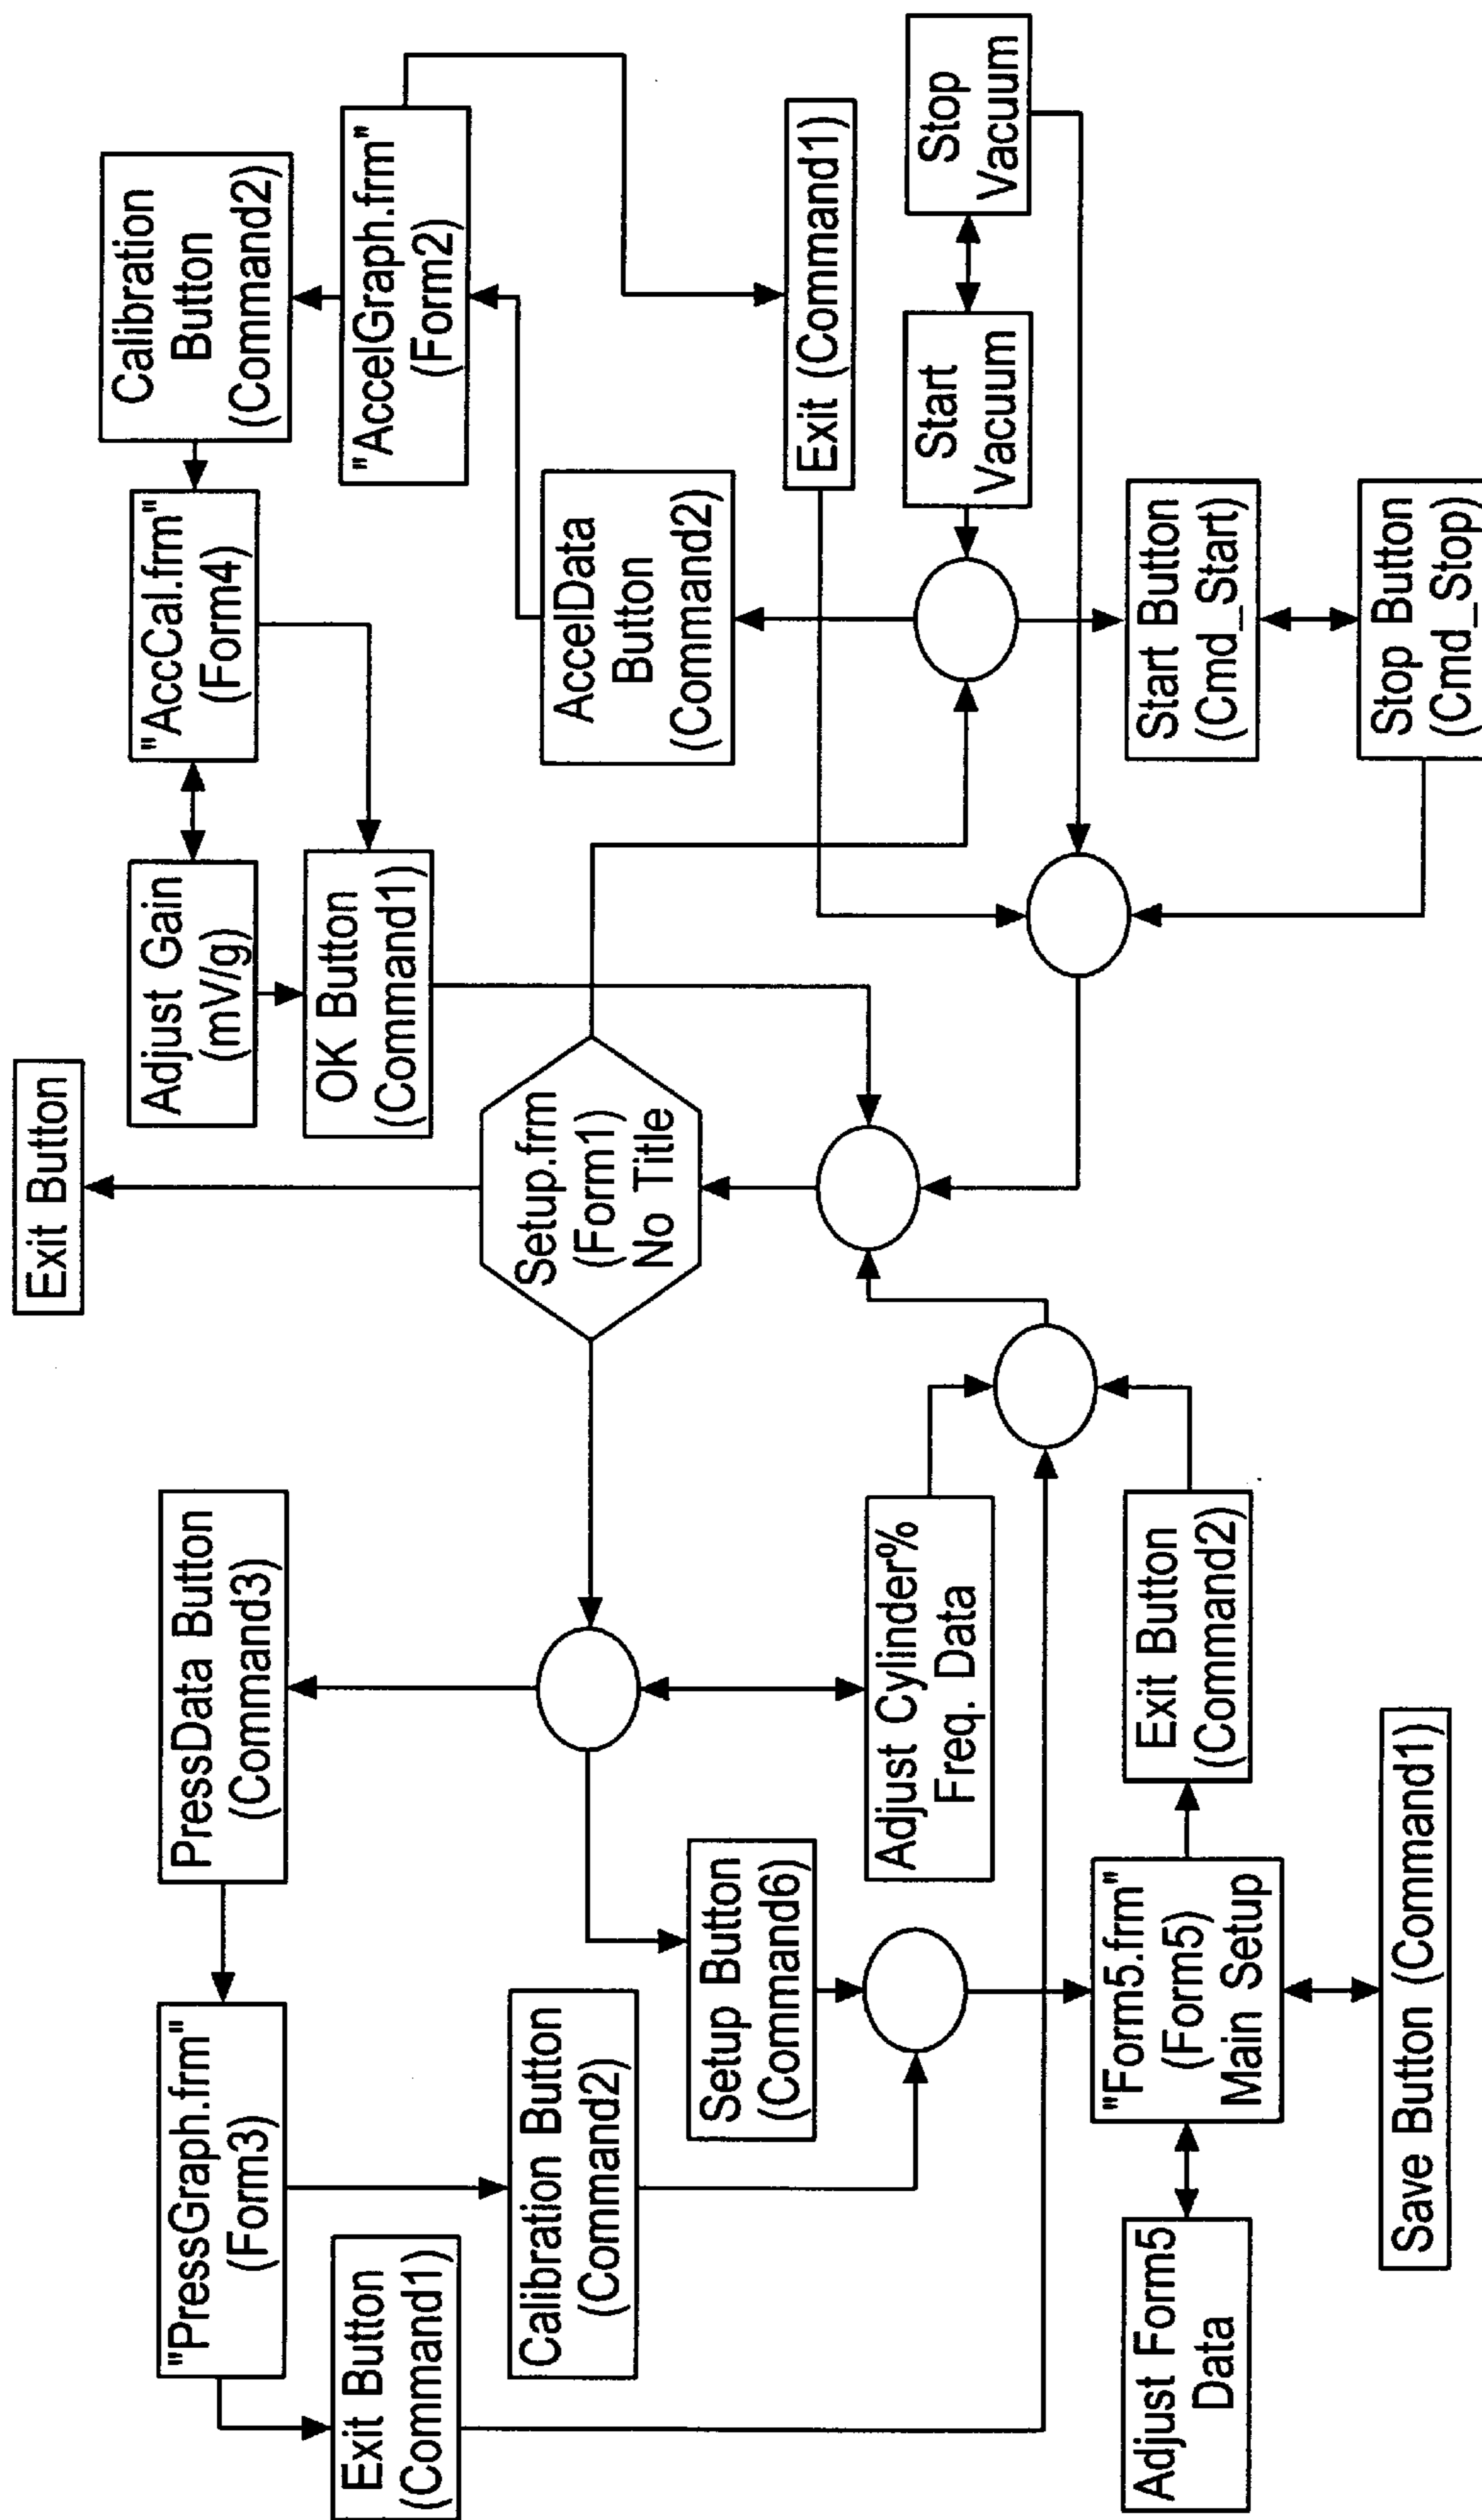 Exit Button
"PressGraph.frm"
(Form3)
PressData Button
(Command3)
Adjust Gain
(mV/g)
"AccCal.frm"
(Form4)
Calibration
Button
(Command2)
Exit Button
(Command1)
OK Button
(Command1)
"AccelGraph.frm"
(Form2)
Calibration Button
(Command2)
Setup.frm
(Form1)
No Title
AccelData
Button
(Command2)
Setup Button
(Command6)
Exit (Command1)
Adjust Cylinder%
Freq. Data
Start
Vacuum
Stop
Vacuum
Adjust Form5
Data
"Form5.frm"
(Form5)
Main Setup
Exit Button
(Command2)
Start Button
(Cmd_Start)
Save Button (Command1)
Stop Button
(Cmd_Stop)